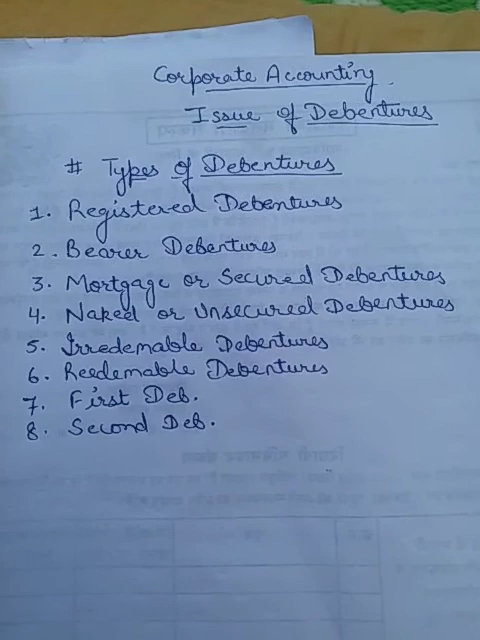 Corporate Accounting
Issue of Debentures
# Types of Debentures
1. Registered Debentures
2. Bearer Debentures
3. Mortgage or Secured Debentures
4. Naked or Unsecured Debentures
5. Irredemable Debentures
6. Reedemable Debentures
7. First Deb.
8. Second Deb.